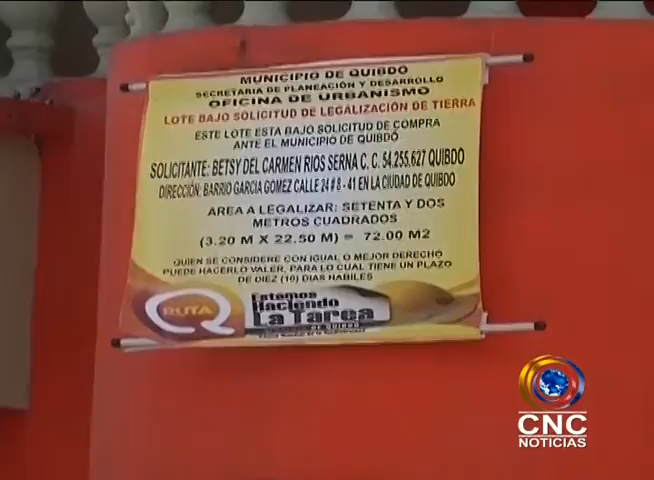 MUNICIPIO DE QUIBDO
SECRETARIA DE PLANEACIÓN Y DESARROLLO
OFICINA DE URBANISMO
LOTE BAJO SOLICITUD DE LEGALIZACIÓN DE TIERRA
ESTE LOTE ESTA BAJO SOLICITUD DE COMPRA
ANTE EL MUNICIPIO DE QUIBDÓ
SOLICITANTE: BETSY DEL CARMEN RIOS SERNA C. C. 54.255,627 QUIBDO
DIRECCIÓN: BARRIO GARCIA GOMEZ CALLE 24 # 8 - 41 EN LA CIUDAD DE QUIBDO
AREA A LEGALIZAR: SETENTA Y DOS
METROS CUADRADOS
(3.20 M X 22.50 M) = 72.00 M2
QUIEN SE CONSIDERE CON IGUAL O MEJOR DERECHO
PUEDE HACERLO VALER, PARA LO CUAL TIENE UN PLAZO
DE DIEZ (10) DIAS HABILES
RUTA Q
Estamos
Haciendo
La Tarea
CNC
NOTICIAS